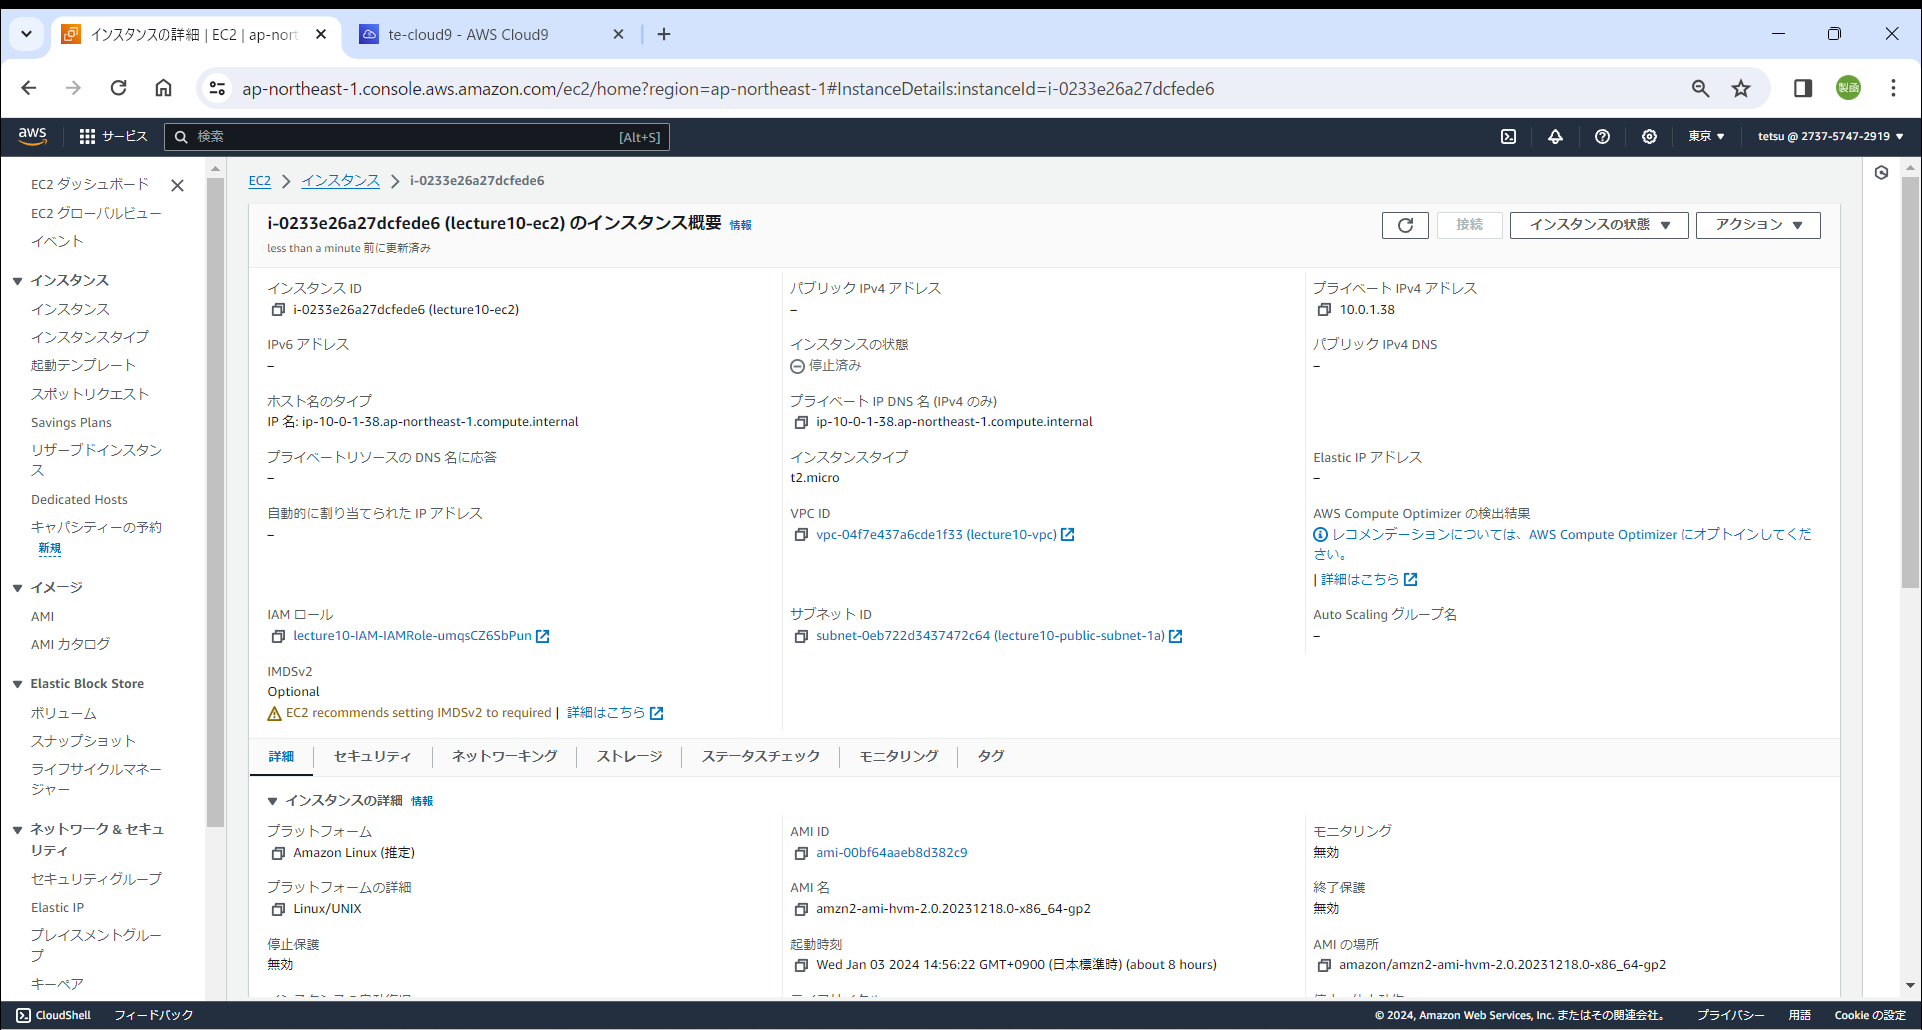 インスタンスの詳細 | EC2 | ap-nort
te-cloud9 - AWS Cloud9
ap-northeast-1.console.aws.amazon.com/ec2/home?region=ap-northeast-1#InstanceDetails:instanceId=i-0233e26a27dcfede6
製函
aws
サービス
検索
[Alt+S]
東京
tetsu @ 2737-5747-2919
EC2 ダッシュボード
EC2 グローバルビュー
イベント
インスタンス
インスタンス
インスタンスタイプ
起動テンプレート
スポットリクエスト
Savings Plans
リザーブドインスタン
ス
Dedicated Hosts
キャパシティーの予約
新規
イメージ
AMI
AMI カタログ
Elastic Block Store
ボリューム
スナップショット
ライフサイクルマネー
ジャー
ネットワーク & セキュ
リティ
セキュリティグループ
Elastic IP
プレイスメントグルー
プ
キーペア
EC2
インスタンス
i-0233e26a27dcfede6
i-0233e26a27dcfede6 (lecture10-ec2) のインスタンス概要 情報
less than a minute 前に更新済み
接続
インスタンスの状態
アクション
インスタンス ID
i-0233e26a27dcfede6 (lecture10-ec2)
パブリック IPv4 アドレス
–
プライベート IPv4 アドレス
10.0.1.38
IPv6 アドレス
–
インスタンスの状態
停止済み
パブリック IPv4 DNS
–
ホスト名のタイプ
IP 名: ip-10-0-1-38.ap-northeast-1.compute.internal
プライベート IP DNS 名 (IPv4 のみ)
ip-10-0-1-38.ap-northeast-1.compute.internal
プライベートリソースの DNS 名に応答
–
インスタンスタイプ
t2.micro
Elastic IP アドレス
–
自動的に割り当てられた IP アドレス
–
VPC ID
vpc-04f7e437a6cde1f33 (lecture10-vpc)
AWS Compute Optimizer の検出結果
レコメンデーションについては、AWS Compute Optimizer にオプトインしてくだ
さい。
| 詳細はこちら
IAM ロール
lecture10-IAM-IAMRole-umqsCZ6SbPun
サブネット ID
subnet-0eb722d3437472c64 (lecture10-public-subnet-1a)
Auto Scaling グループ名
–
IMDSv2
Optional
EC2 recommends setting IMDSv2 to required | 詳細はこちら
詳細
セキュリティ
ネットワーキング
ストレージ
ステータスチェック
モニタリング
タグ
インスタンスの詳細 情報
プラットフォーム
Amazon Linux (推定)
AMI ID
ami-00bf64aaeb8d382c9
モニタリング
無効
プラットフォームの詳細
Linux/UNIX
AMI 名
amzn2-ami-hvm-2.0.20231218.0-x86_64-gp2
終了保護
無効
停止保護
無効
起動時刻
Wed Jan 03 2024 14:56:22 GMT+0900 (日本標準時) (about 8 hours)
AMI の場所
amazon/amzn2-ami-hvm-2.0.20231218.0-x86_64-gp2
CloudShell
フィードバック
© 2024, Amazon Web Services, Inc. またはその関連会社。
プライバシー
用語
Cookie の設定